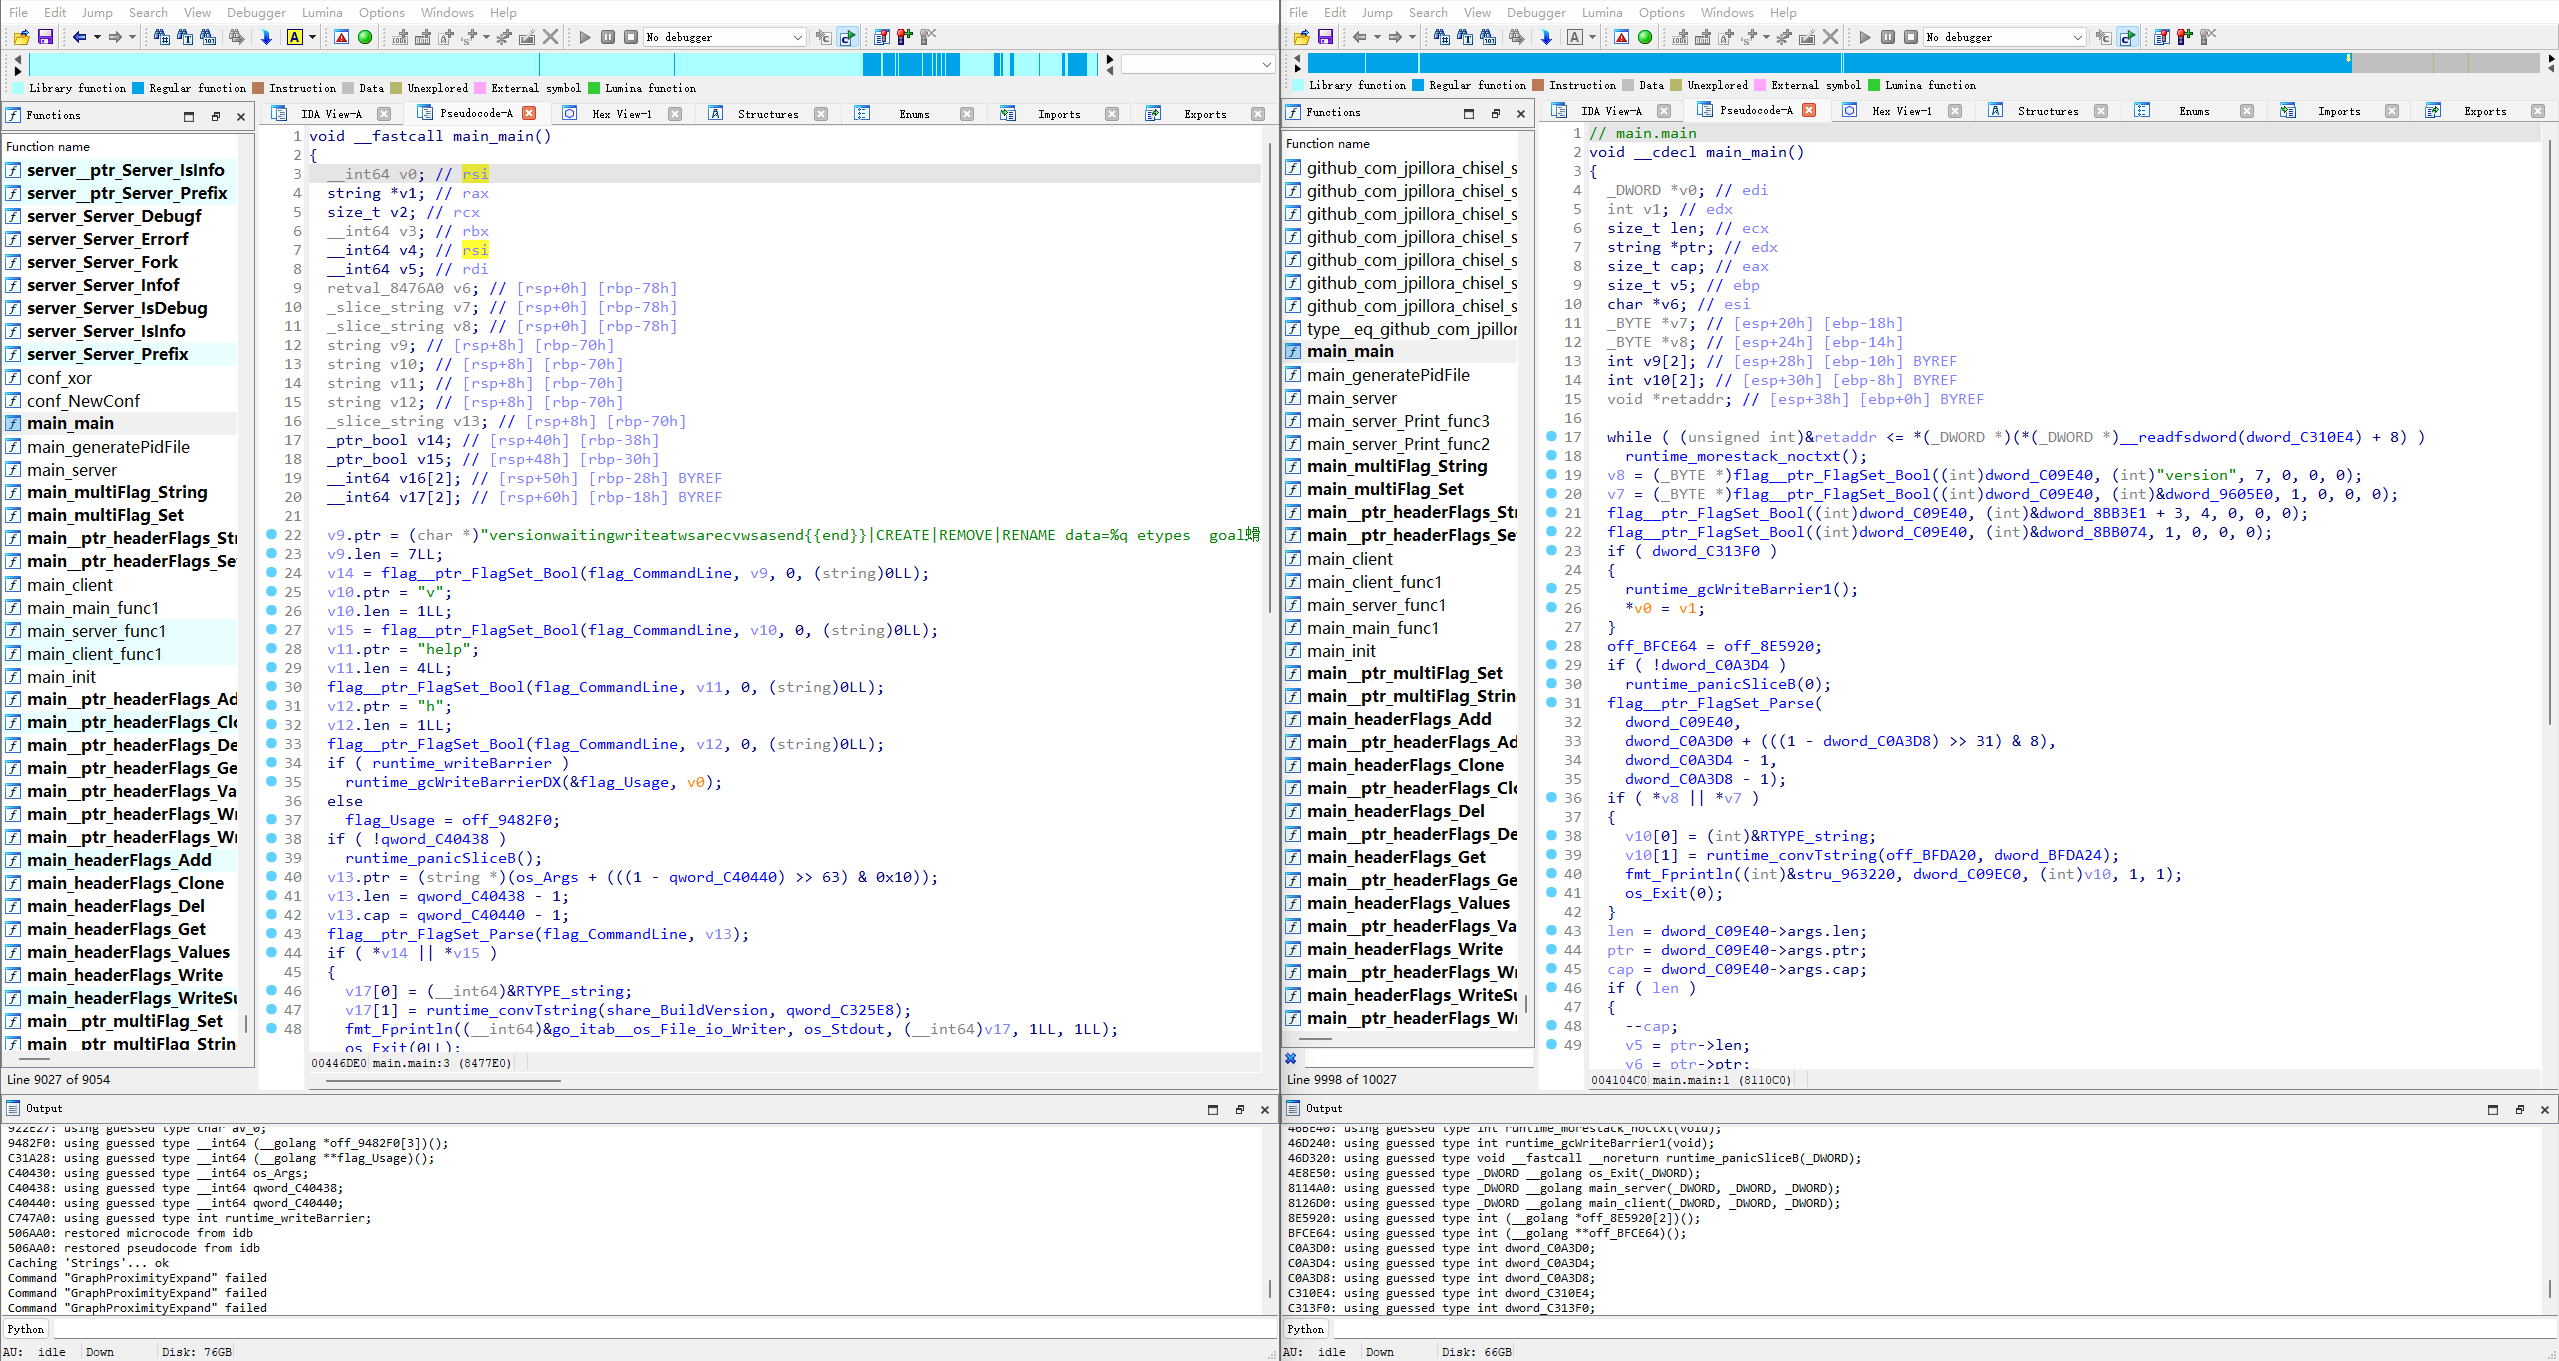 File Edit Jump Search View Debugger Lumina Options Windows Help
No debugger
Library function Regular function Instruction Data Unexplored External symbol Lumina function
Functions
IDA View-A Pseudocode-A Hex View-1 Structures Enums Imports Exports
Function name
server__ptr_Server_IsInfo
server__ptr_Server_Prefix
server_Server_Debugf
server_Server_Errorf
server_Server_Fork
server_Server_Infof
server_Server_IsDebug
server_Server_IsInfo
server_Server_Prefix
conf_xor
conf_NewConf
main_main
main_generatePidFile
main_server
main_multiFlag_String
main_multiFlag_Set
main__ptr_headerFlags_Str
main__ptr_headerFlags_Se
main_client
main_main_func1
main_server_func1
main_client_func1
main_init
main__ptr_headerFlags_Ad
main__ptr_headerFlags_Clo
main__ptr_headerFlags_De
main__ptr_headerFlags_Ge
main__ptr_headerFlags_Va
main__ptr_headerFlags_Wr
main__ptr_headerFlags_Wr
main_headerFlags_Add
main_headerFlags_Clone
main_headerFlags_Del
main_headerFlags_Get
main_headerFlags_Values
main_headerFlags_Write
main_headerFlags_WriteSu
main__ptr_multiFlag_Set
main__ptr_multiFlag_Strin
Line 9027 of 9054
1 void __fastcall main_main()
2 {
3 __int64 v0; // rsi
4 string *v1; // rax
5 size_t v2; // rcx
6 __int64 v3; // rbx
7 __int64 v4; // rsi
8 __int64 v5; // rdi
9 retval_8476A0 v6; // [rsp+0h] [rbp-78h]
10 _slice_string v7; // [rsp+0h] [rbp-78h]
11 _slice_string v8; // [rsp+0h] [rbp-78h]
12 string v9; // [rsp+8h] [rbp-70h]
13 string v10; // [rsp+8h] [rbp-70h]
14 string v11; // [rsp+8h] [rbp-70h]
15 string v12; // [rsp+8h] [rbp-70h]
16 _slice_string v13; // [rsp+8h] [rbp-70h]
17 _ptr_bool v14; // [rsp+40h] [rbp-38h]
18 _ptr_bool v15; // [rsp+48h] [rbp-30h]
19 __int64 v16[2]; // [rsp+50h] [rbp-28h] BYREF
20 __int64 v17[2]; // [rsp+60h] [rbp-18h] BYREF
21
22 v9.ptr = (char *)"versionwaitingwriteatwsarecvwsasend{{end}}|CREATE|REMOVE|RENAME data=%q etypes  goal
23 v9.len = 7LL;
24 v14 = flag__ptr_FlagSet_Bool(flag_CommandLine, v9, 0, (string)0LL);
25 v10.ptr = "v";
26 v10.len = 1LL;
27 v15 = flag__ptr_FlagSet_Bool(flag_CommandLine, v10, 0, (string)0LL);
28 v11.ptr = "help";
29 v11.len = 4LL;
30 flag__ptr_FlagSet_Bool(flag_CommandLine, v11, 0, (string)0LL);
31 v12.ptr = "h";
32 v12.len = 1LL;
33 flag__ptr_FlagSet_Bool(flag_CommandLine, v12, 0, (string)0LL);
34 if ( runtime_writeBarrier )
35 runtime_gcWriteBarrierDX(&flag_Usage, v0);
36 else
37 flag_Usage = off_9482F0;
38 if ( !qword_C40438 )
39 runtime_panicSliceB();
40 v13.ptr = (string *)(os_Args + (((1 - qword_C40440) >> 63) & 0x10));
41 v13.len = qword_C40438 - 1;
42 v13.cap = qword_C40440 - 1;
43 flag__ptr_FlagSet_Parse(flag_CommandLine, v13);
44 if ( *v14 || *v15 )
45 {
46 v17[0] = (__int64)&RTYPE_string;
47 v17[1] = runtime_convTstring(share_BuildVersion, qword_C325E8);
48 fmt_Fprintln((__int64)&go_itab__os_File_io_Writer, os_Stdout, (__int64)v17, 1LL, 1LL);
os_Exit(0LL);
00446DE0 main.main:3 (8477E0)
Output
922E27: using guessed type char aV_0;
9482F0: using guessed type __int64 (__golang *off_9482F0[3])();
C31A28: using guessed type __int64 (__golang **flag_Usage)();
C40430: using guessed type __int64 os_Args;
C40438: using guessed type __int64 qword_C40438;
C40440: using guessed type __int64 qword_C40440;
C747A0: using guessed type int runtime_writeBarrier;
506AA0: restored microcode from idb
506AA0: restored pseudocode from idb
Caching 'Strings'... ok
Command "GraphProximityExpand" failed
Command "GraphProximityExpand" failed
Command "GraphProximityExpand" failed
Python
AU: idle Down Disk: 76GB
File Edit Jump Search View Debugger Lumina Options Windows Help
No debugger
Library function Regular function Instruction Data Unexplored External symbol Lumina function
Functions
IDA View-A Pseudocode-A Hex View-1 Structures Enums Imports Exports
Function name
github_com_jpillora_chisel_s
github_com_jpillora_chisel_s
github_com_jpillora_chisel_s
github_com_jpillora_chisel_s
github_com_jpillora_chisel_s
github_com_jpillora_chisel_s
github_com_jpillora_chisel_s
type__eq_github_com_jpillor
main_main
main_generatePidFile
main_server
main_server_Print_func3
main_server_Print_func2
main_multiFlag_String
main_multiFlag_Set
main__ptr_headerFlags_Str
main__ptr_headerFlags_Se
main_client
main_client_func1
main_server_func1
main_main_func1
main_init
main__ptr_multiFlag_Set
main__ptr_multiFlag_Strin
main_headerFlags_Add
main__ptr_headerFlags_Ad
main_headerFlags_Clone
main__ptr_headerFlags_Clo
main_headerFlags_Del
main__ptr_headerFlags_De
main_headerFlags_Get
main__ptr_headerFlags_Ge
main_headerFlags_Values
main__ptr_headerFlags_Va
main_headerFlags_Write
main__ptr_headerFlags_Wr
main_headerFlags_WriteSu
main__ptr_headerFlags_Wr
Line 9998 of 10027
1 // main.main
2 void __cdecl main_main()
3 {
4 _DWORD *v0; // edi
5 int v1; // edx
6 size_t len; // ecx
7 string *ptr; // edx
8 size_t cap; // eax
9 size_t v5; // ebp
10 char *v6; // esi
11 _BYTE *v7; // [esp+20h] [ebp-18h]
12 _BYTE *v8; // [esp+24h] [ebp-14h]
13 int v9[2]; // [esp+28h] [ebp-10h] BYREF
14 int v10[2]; // [esp+30h] [ebp-8h] BYREF
15 void *retaddr; // [esp+38h] [ebp+0h] BYREF
16
17 while ( (unsigned int)&retaddr <= *(_DWORD *)(*(_DWORD *)__readfsdword(dword_C310E4) + 8) )
18 runtime_morestack_noctxt();
19 v8 = (_BYTE *)flag__ptr_FlagSet_Bool((int)dword_C09E40, (int)"version", 7, 0, 0, 0);
20 v7 = (_BYTE *)flag__ptr_FlagSet_Bool((int)dword_C09E40, (int)&dword_9605E0, 1, 0, 0, 0);
21 flag__ptr_FlagSet_Bool((int)dword_C09E40, (int)&dword_8BB3E1 + 3, 4, 0, 0, 0);
22 flag__ptr_FlagSet_Bool((int)dword_C09E40, (int)&dword_8BB074, 1, 0, 0, 0);
23 if ( dword_C313F0 )
24 {
25 runtime_gcWriteBarrier1();
26 *v0 = v1;
27 }
28 off_BFCE64 = off_8E5920;
29 if ( !dword_C0A3D4 )
30 runtime_panicSliceB(0);
31 flag__ptr_FlagSet_Parse(
32 dword_C09E40,
33 dword_C0A3D0 + (((1 - dword_C0A3D8) >> 31) & 8),
34 dword_C0A3D4 - 1,
35 dword_C0A3D8 - 1);
36 if ( *v8 || *v7 )
37 {
38 v10[0] = (int)&RTYPE_string;
39 v10[1] = runtime_convTstring(off_BFDA20, dword_BFDA24);
40 fmt_Fprintln((int)&stru_963220, dword_C09EC0, (int)v10, 1, 1);
41 os_Exit(0);
42 }
43 len = dword_C09E40->args.len;
44 ptr = dword_C09E40->args.ptr;
45 cap = dword_C09E40->args.cap;
46 if ( len )
47 {
48 --cap;
49 v5 = ptr->len;
v6 = ptr->ptr;
004104C0 main.main:1 (8110C0)
Output
46BE40: using guessed type int runtime_morestack_noctxt(void);
46D240: using guessed type int runtime_gcWriteBarrier1(void);
46D320: using guessed type void __fastcall __noreturn runtime_panicSliceB(_DWORD);
4E8E50: using guessed type _DWORD __golang os_Exit(_DWORD);
8114A0: using guessed type _DWORD __golang main_server(_DWORD, _DWORD, _DWORD);
8126D0: using guessed type _DWORD __golang main_client(_DWORD, _DWORD, _DWORD);
8E5920: using guessed type int (__golang *off_8E5920[2])();
BFCE64: using guessed type int (__golang **off_BFCE64)();
C0A3D0: using guessed type int dword_C0A3D0;
C0A3D4: using guessed type int dword_C0A3D4;
C0A3D8: using guessed type int dword_C0A3D8;
C310E4: using guessed type int dword_C310E4;
C313F0: using guessed type int dword_C313F0;
Python
AU: idle Down Disk: 66GB